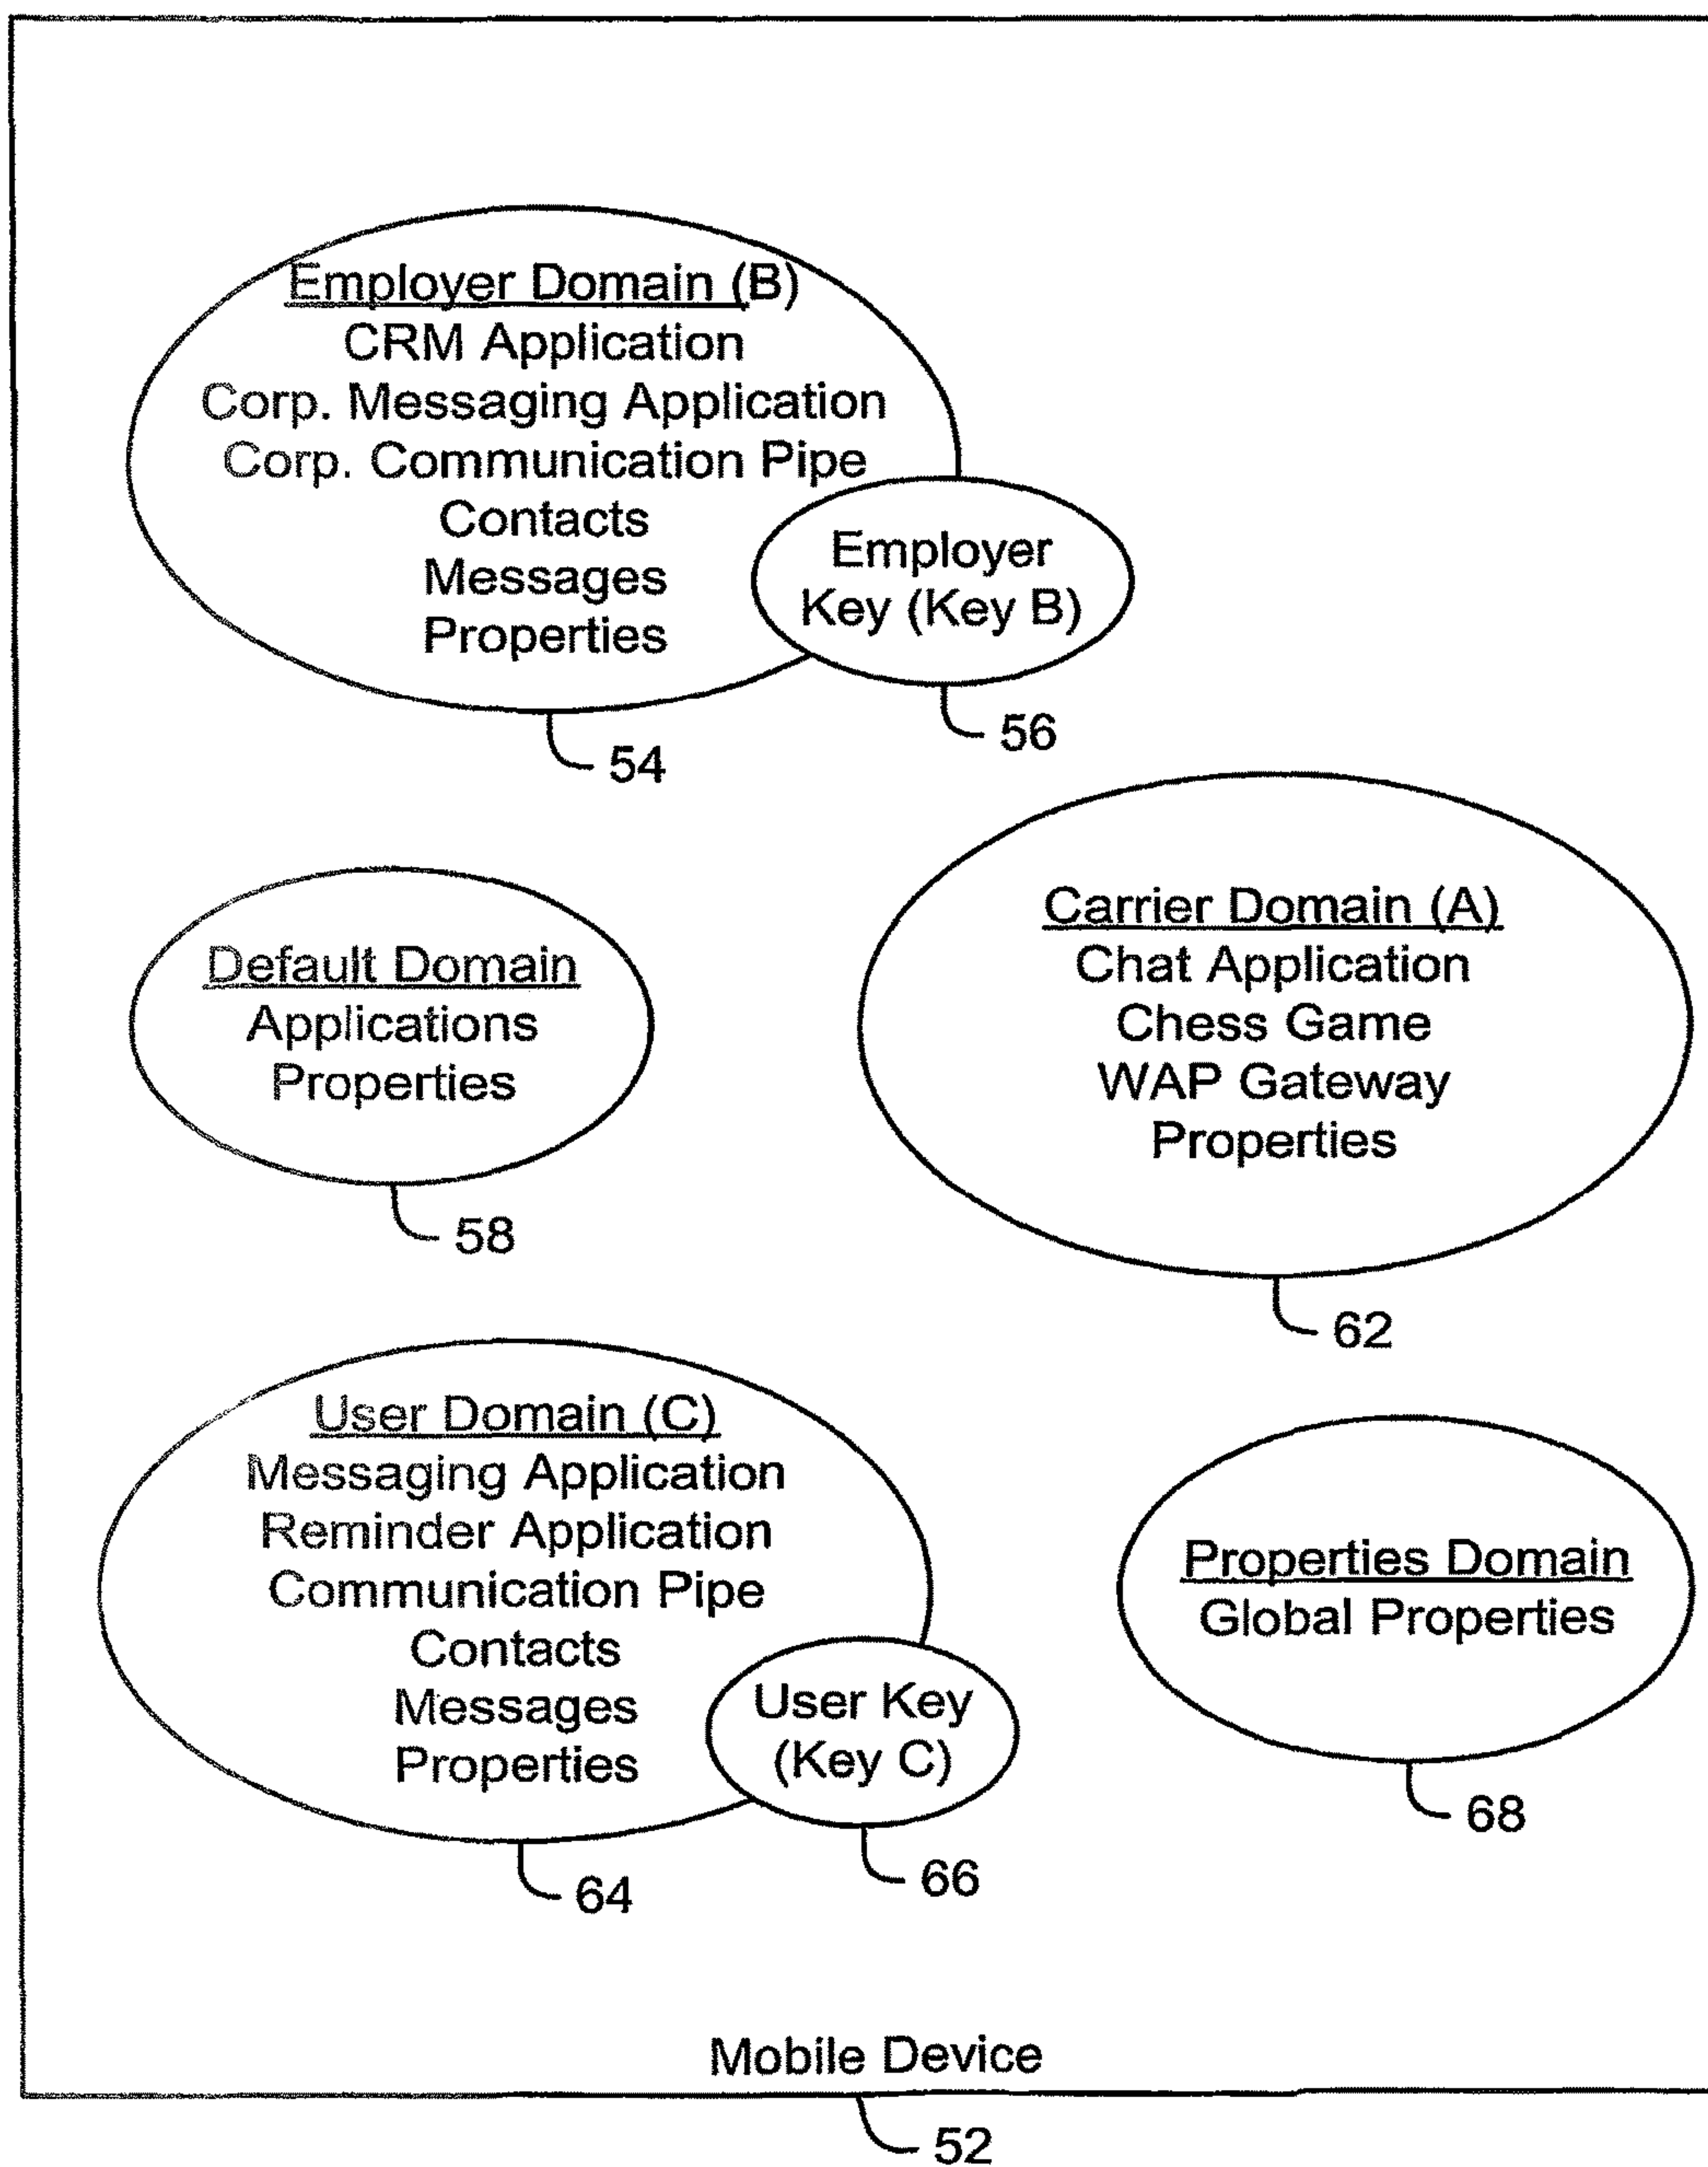 Employer Domain (B)
CRM Application
Corp. Messaging Application
Corp. Communication Pipe
Contacts
Messages
Properties
Employer
Key (Key B)
56
54
Default Domain
Applications
Properties
58
Carrier Domain (A)
Chat Application
Chess Game
WAP Gateway
Properties
62
User Domain (C)
Messaging Application
Reminder Application
Communication Pipe
Contacts
Messages
Properties
User Key
(Key C)
66
64
Properties Domain
Global Properties
68
Mobile Device
52